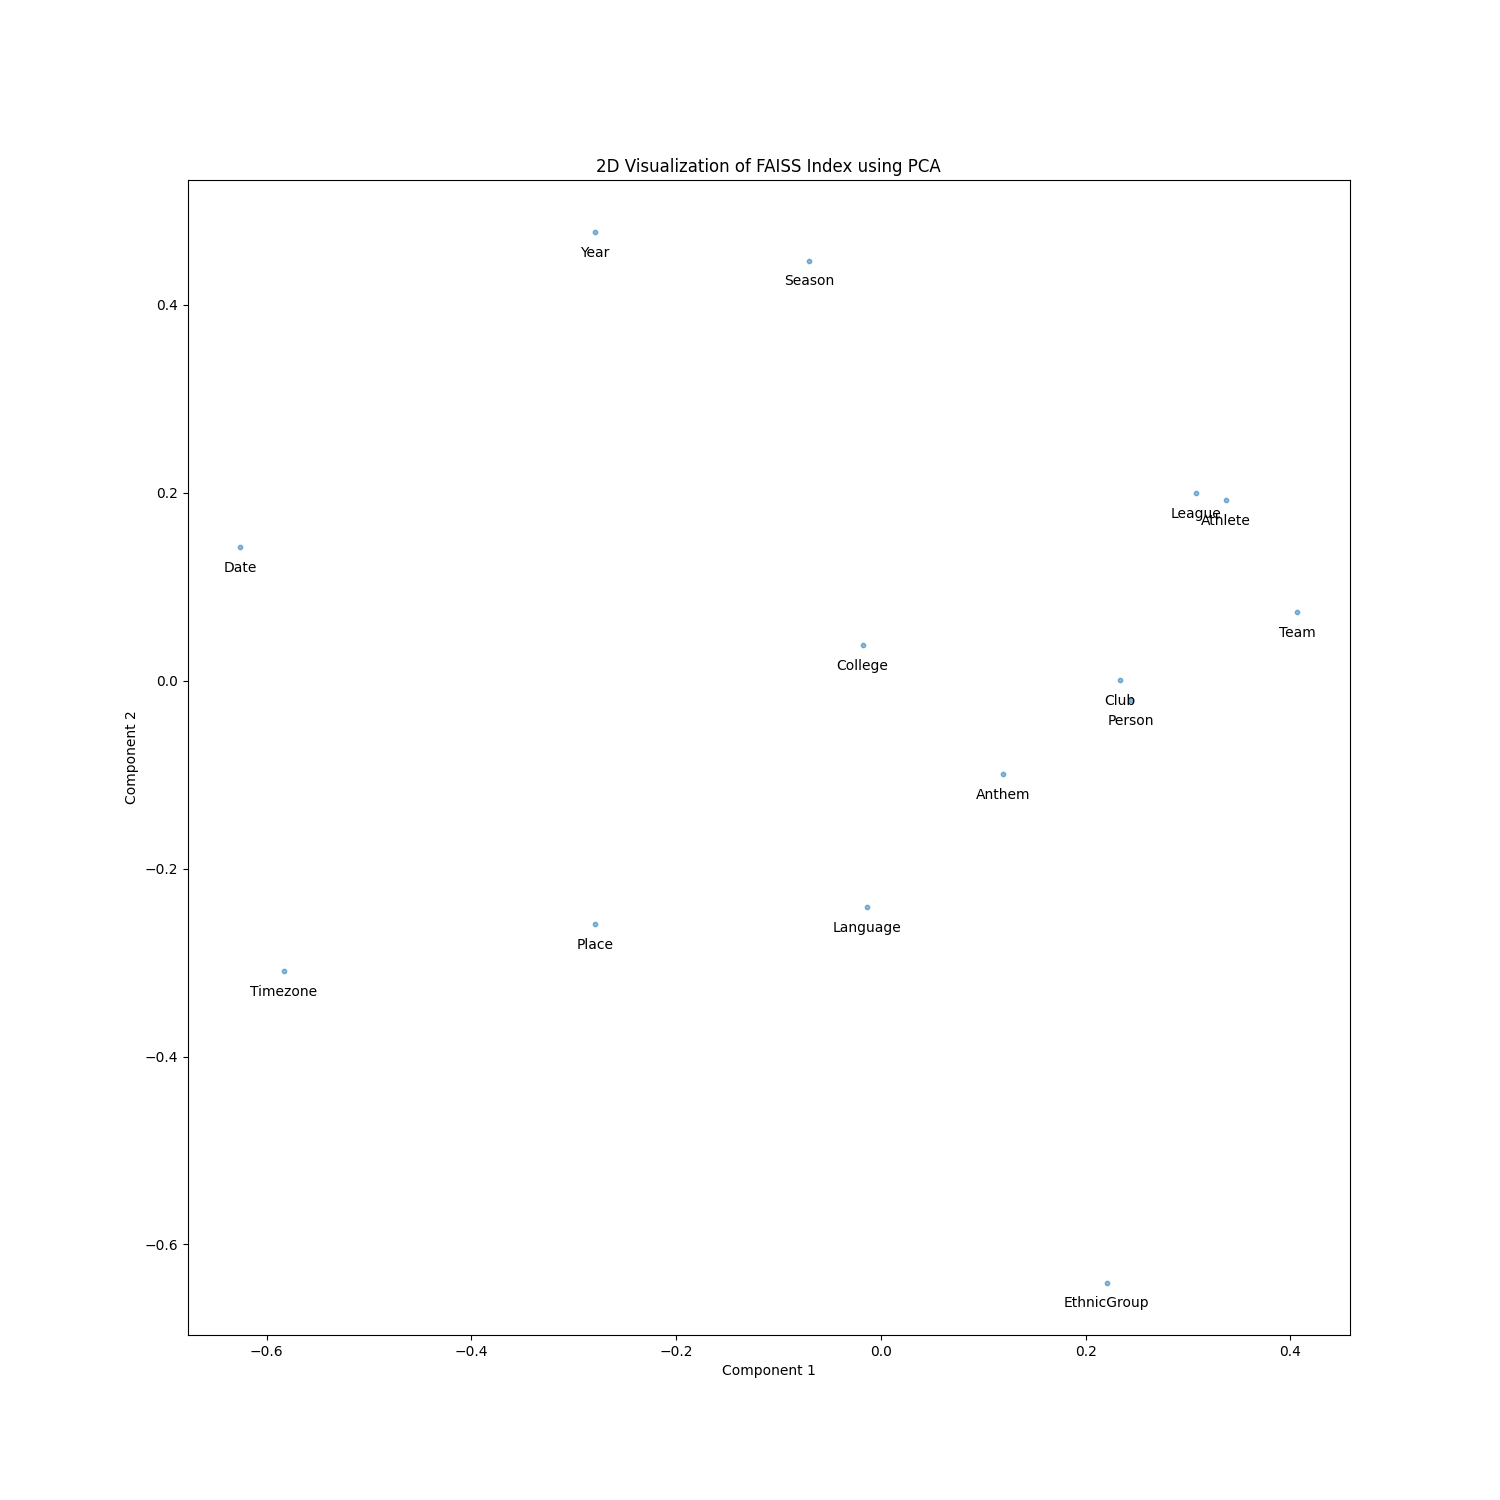 2D Visualization of FAISS Index using PCA
Year
Season
League
Athlete
Date
Team
College
Club
Person
Anthem
Language
Place
Timezone
EthnicGroup
0.4
0.2
0.0
−0.2
−0.4
−0.6
Component 2
−0.6
−0.4
−0.2
0.0
0.2
0.4
Component 1